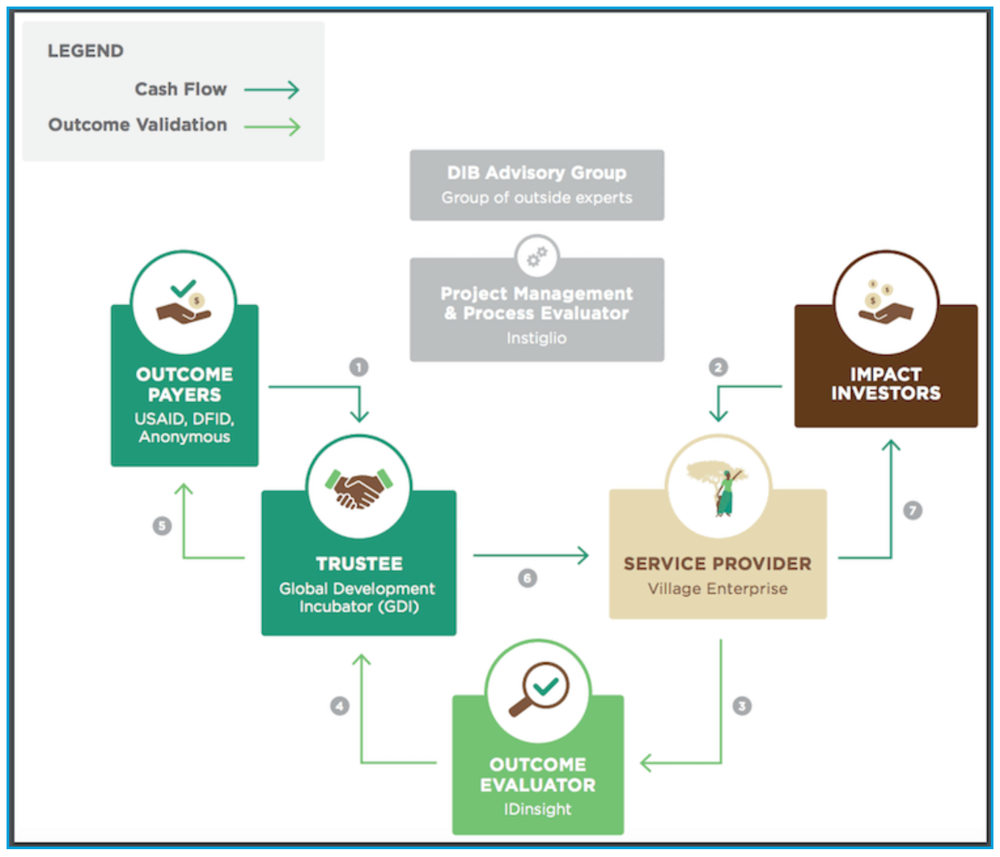 LEGEND
Cash Flow
Outcome Validation
DIB Advisory Group
Group of outside experts
Project Management
& Process Evaluator
Instiglio
OUTCOME
PAYERS
USAID, DFID,
Anonymous
1
2
IMPACT
INVESTORS
5
TRUSTEE
Global Development
Incubator (GDI)
6
SERVICE PROVIDER
Village Enterprise
7
4
3
OUTCOME
EVALUATOR
IDinsight
$
$
$
$